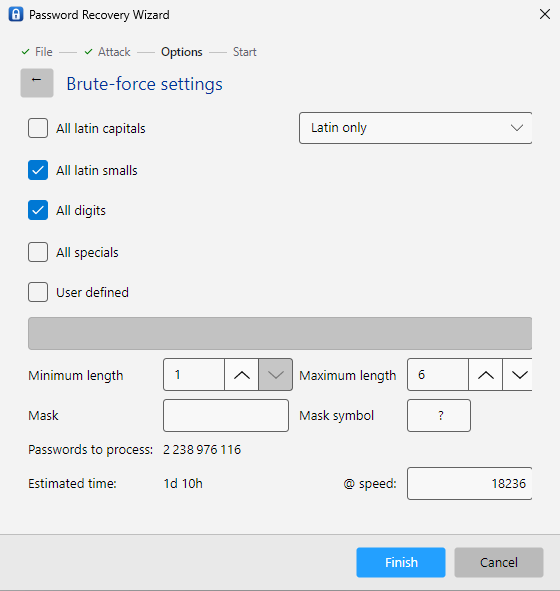 Password Recovery Wizard
File Attack Options Start
Brute-force settings
All latin capitals Latin only
All latin smalls
All digits
All specials
User defined
Minimum length 1 Maximum length 6
Mask Mask symbol ?
Passwords to process: 2 238 976 116
Estimated time: 1d 10h @ speed: 18236
Finish Cancel